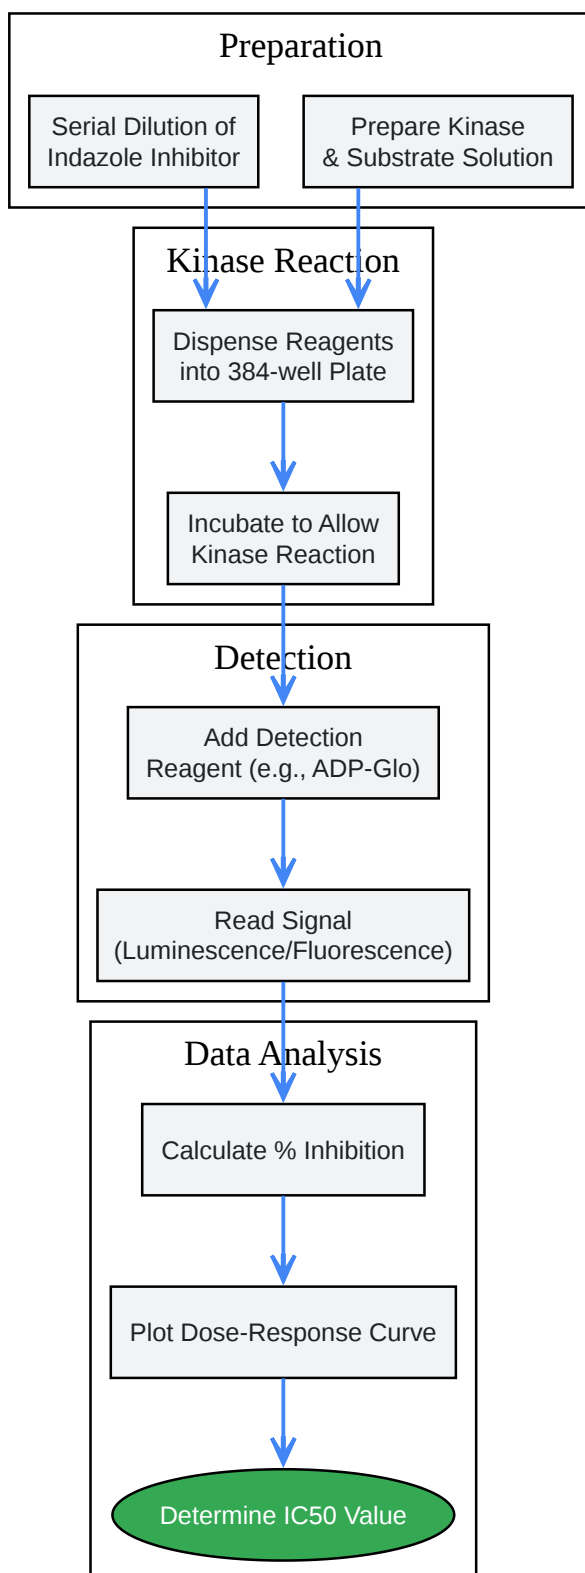 Preparation
Serial Dilution of
Indazole Inhibitor
Prepare Kinase
& Substrate Solution
Kinase Reaction
Dispense Reagents
into 384-well Plate
Incubate to Allow
Kinase Reaction
Detection
Add Detection
Reagent (e.g., ADP-Glo)
Read Signal
(Luminescence/Fluorescence)
Data Analysis
Calculate % Inhibition
Plot Dose-Response Curve
Determine IC50 Value